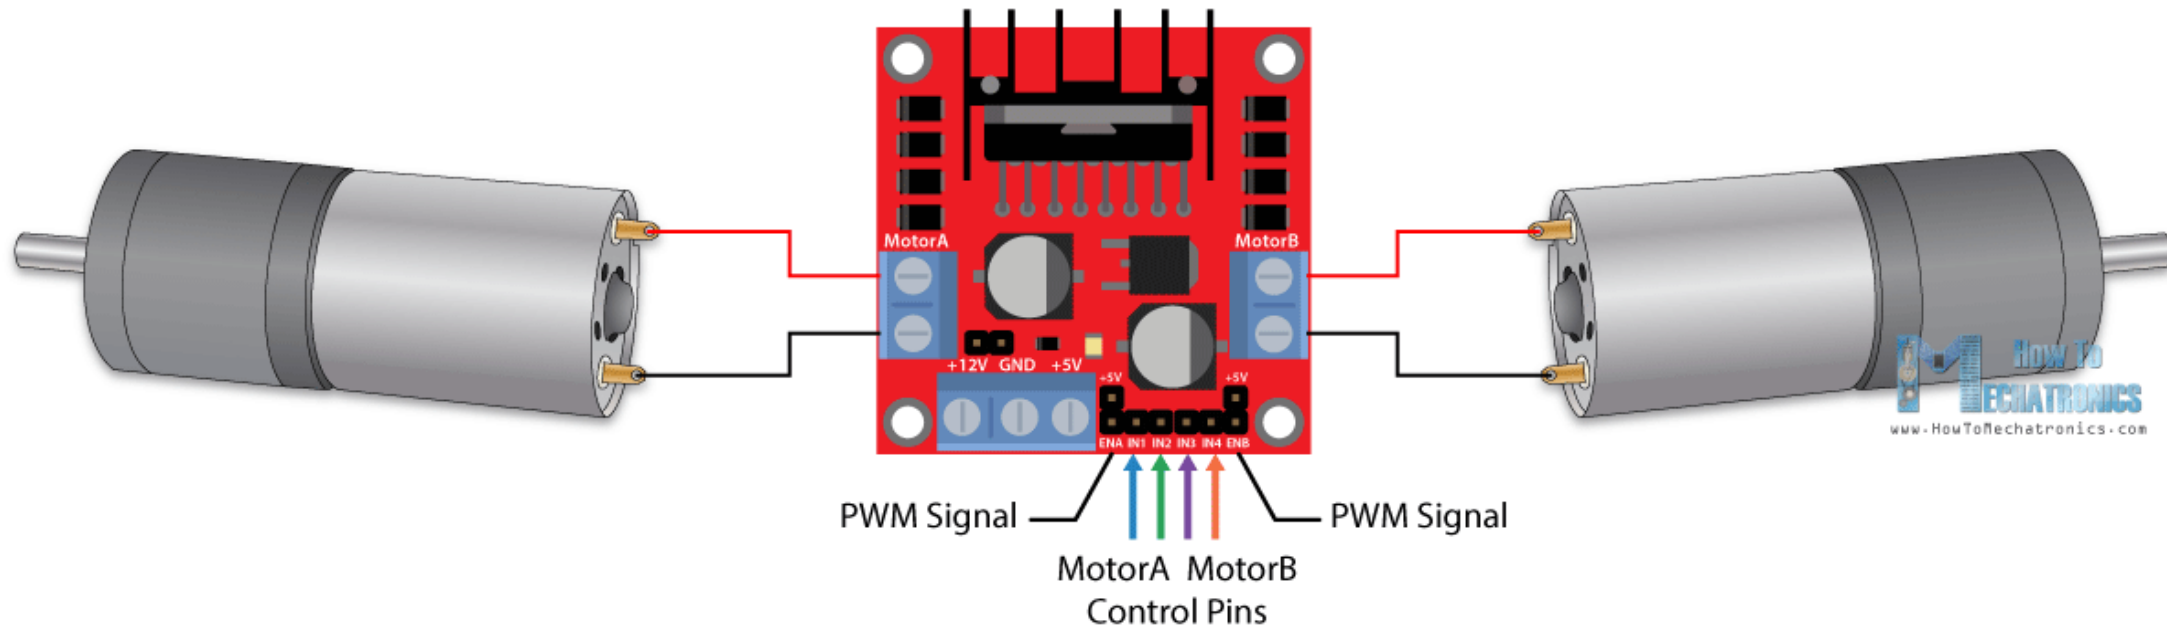 MotorA
MotorB
+12V GND +5V
+5V
+5V
ENA IN1 IN2 IN3 IN4 ENB
PWM Signal
PWM Signal
MotorA MotorB
Control Pins
How To
MECHATRONICS
www.HowToMechatronics.com